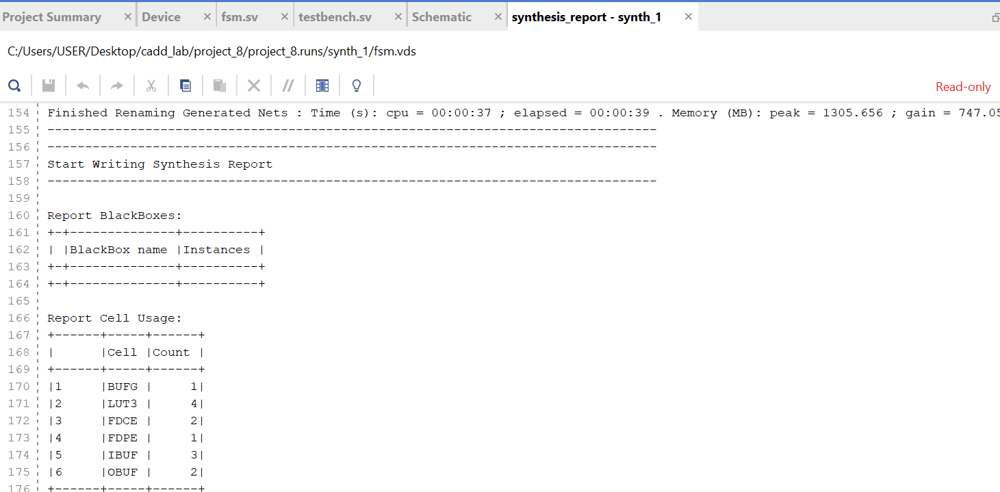 Project Summary × Device × fsm.sv × testbench.sv × Schematic × synthesis_report - synth_1 ×
C:/Users/USER/Desktop/cadd_lab/project_8/project_8.runs/synth_1/fsm.vds
Read-only
154 Finished Renaming Generated Nets : Time (s): cpu = 00:00:37 ; elapsed = 00:00:39 . Memory (MB): peak = 1305.656 ; gain = 747.05
155 ---------------------------------------------------------------------------------
156 ---------------------------------------------------------------------------------
157 Start Writing Synthesis Report
158 ---------------------------------------------------------------------------------
159
160 Report BlackBoxes:
161 +-+--------------+----------+
162 | |BlackBox name |Instances |
163 +-+--------------+----------+
164 +-+--------------+----------+
165
166 Report Cell Usage:
167 +------+-----+------+
168 |      |Cell |Count |
169 +------+-----+------+
170 |1     |BUFG |     1|
171 |2     |LUT3 |     4|
172 |3     |FDCE |     2|
173 |4     |FDPE |     1|
174 |5     |IBUF |     3|
175 |6     |OBUF |     2|
176 +------+-----+------+